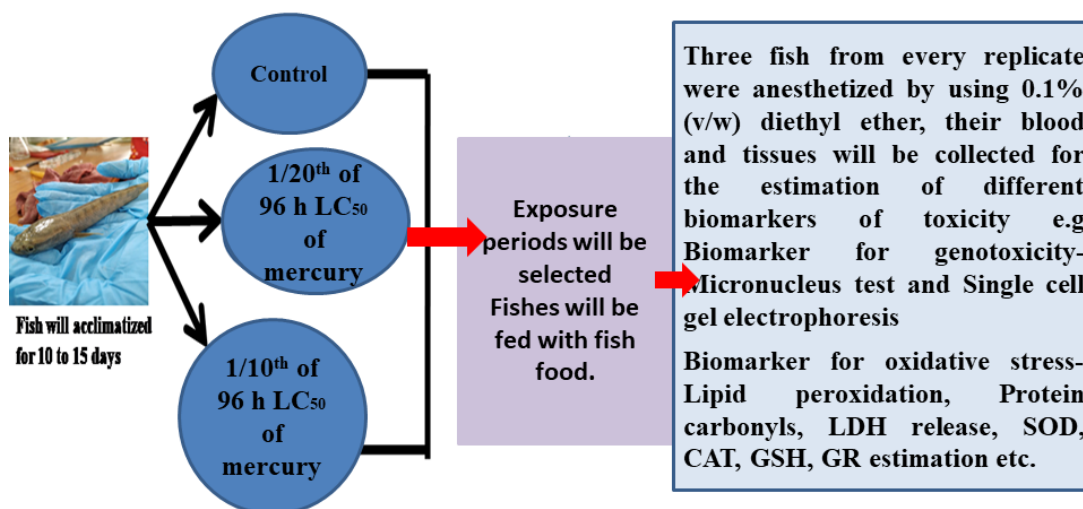 Control
1/20th of
96 h LC50
of
mercury
1/10th of
96 h LC50
of
mercury
Fish will acclimatized
for 10 to 15 days
Exposure
periods will be
selected
Fishes will be
fed with fish
food.
Three fish from every replicate
were anesthetized by using 0.1%
(v/w) diethyl ether, their blood
and tissues will be collected for
the estimation of different
biomarkers of toxicity e.g
Biomarker for genotoxicity-
Micronucleus test and Single cell
gel electrophoresis
Biomarker for oxidative stress-
Lipid peroxidation, Protein
carbonyls, LDH release, SOD,
CAT, GSH, GR estimation etc.